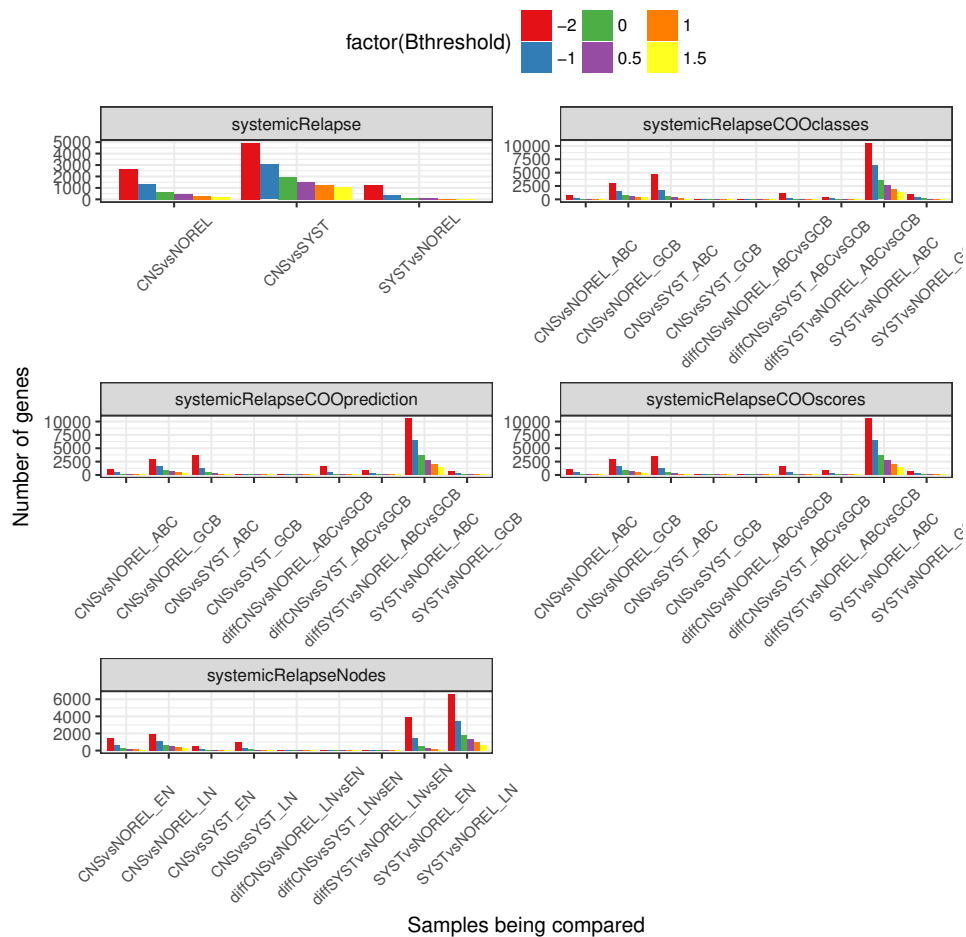 factor(Bthreshold)
−2 0 1
−1 0.5 1.5
systemicRelapse
5000
4000
3000
2000
1000
0
CNSvsNOREL
CNSvsSYST
SYSTvsNOREL
systemicRelapseCOOclasses
10000
7500
5000
2500
0
CNSvsNOREL_ABC
CNSvsNOREL_GCB
CNSvsSYST_ABC
CNSvsSYST_GCB
diffCNSvsNOREL_ABCvsGCB
diffCNSvsSYST_ABCvsGCB
diffSYSTvsNOREL_ABCvsGCB
SYSTvsNOREL_ABC
SYSTvsNOREL_G
Number of genes
systemicRelapseCOOprediction
10000
7500
5000
2500
0
CNSvsNOREL_ABC
CNSvsNOREL_GCB
CNSvsSYST_ABC
CNSvsSYST_GCB
diffCNSvsNOREL_ABCvsGCB
diffCNSvsSYST_ABCvsGCB
diffSYSTvsNOREL_ABCvsGCB
SYSTvsNOREL_ABC
SYSTvsNOREL_GCB
systemicRelapseCOOscores
10000
7500
5000
2500
0
CNSvsNOREL_ABC
CNSvsNOREL_GCB
CNSvsSYST_ABC
CNSvsSYST_GCB
diffCNSvsNOREL_ABCvsGCB
diffCNSvsSYST_ABCvsGCB
diffSYSTvsNOREL_ABCvsGCB
SYSTvsNOREL_ABC
SYSTvsNOREL_G
systemicRelapseNodes
6000
4000
2000
0
CNSvsNOREL_EN
CNSvsNOREL_LN
CNSvsSYST_EN
CNSvsSYST_LN
diffCNSvsNOREL_LNvsEN
diffCNSvsSYST_LNvsEN
diffSYSTvsNOREL_LNvsEN
SYSTvsNOREL_EN
SYSTvsNOREL_LN
Samples being compared